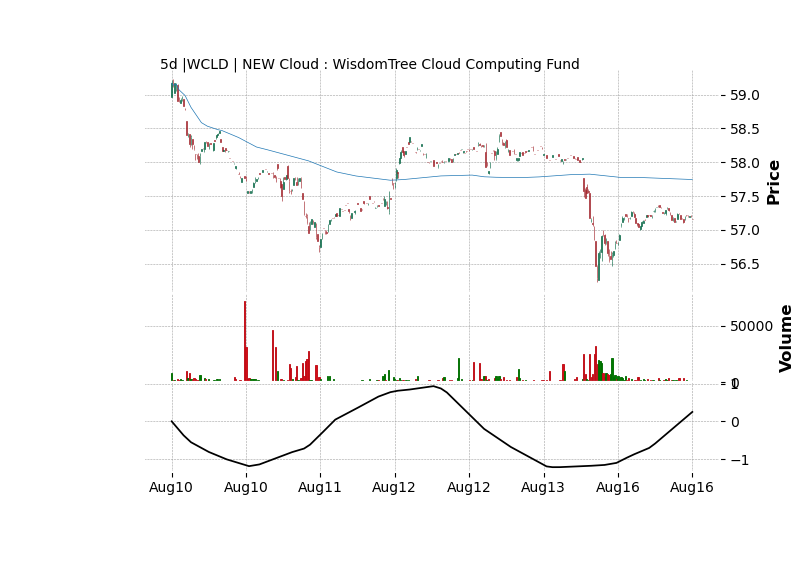 5d |WCLD | NEW Cloud : WisdomTree Cloud Computing Fund
59.0
58.5
58.0
57.5
57.0
56.5
Price
50000
0
Volume
1
0
−1
Aug10
Aug10
Aug11
Aug12
Aug12
Aug13
Aug16
Aug16